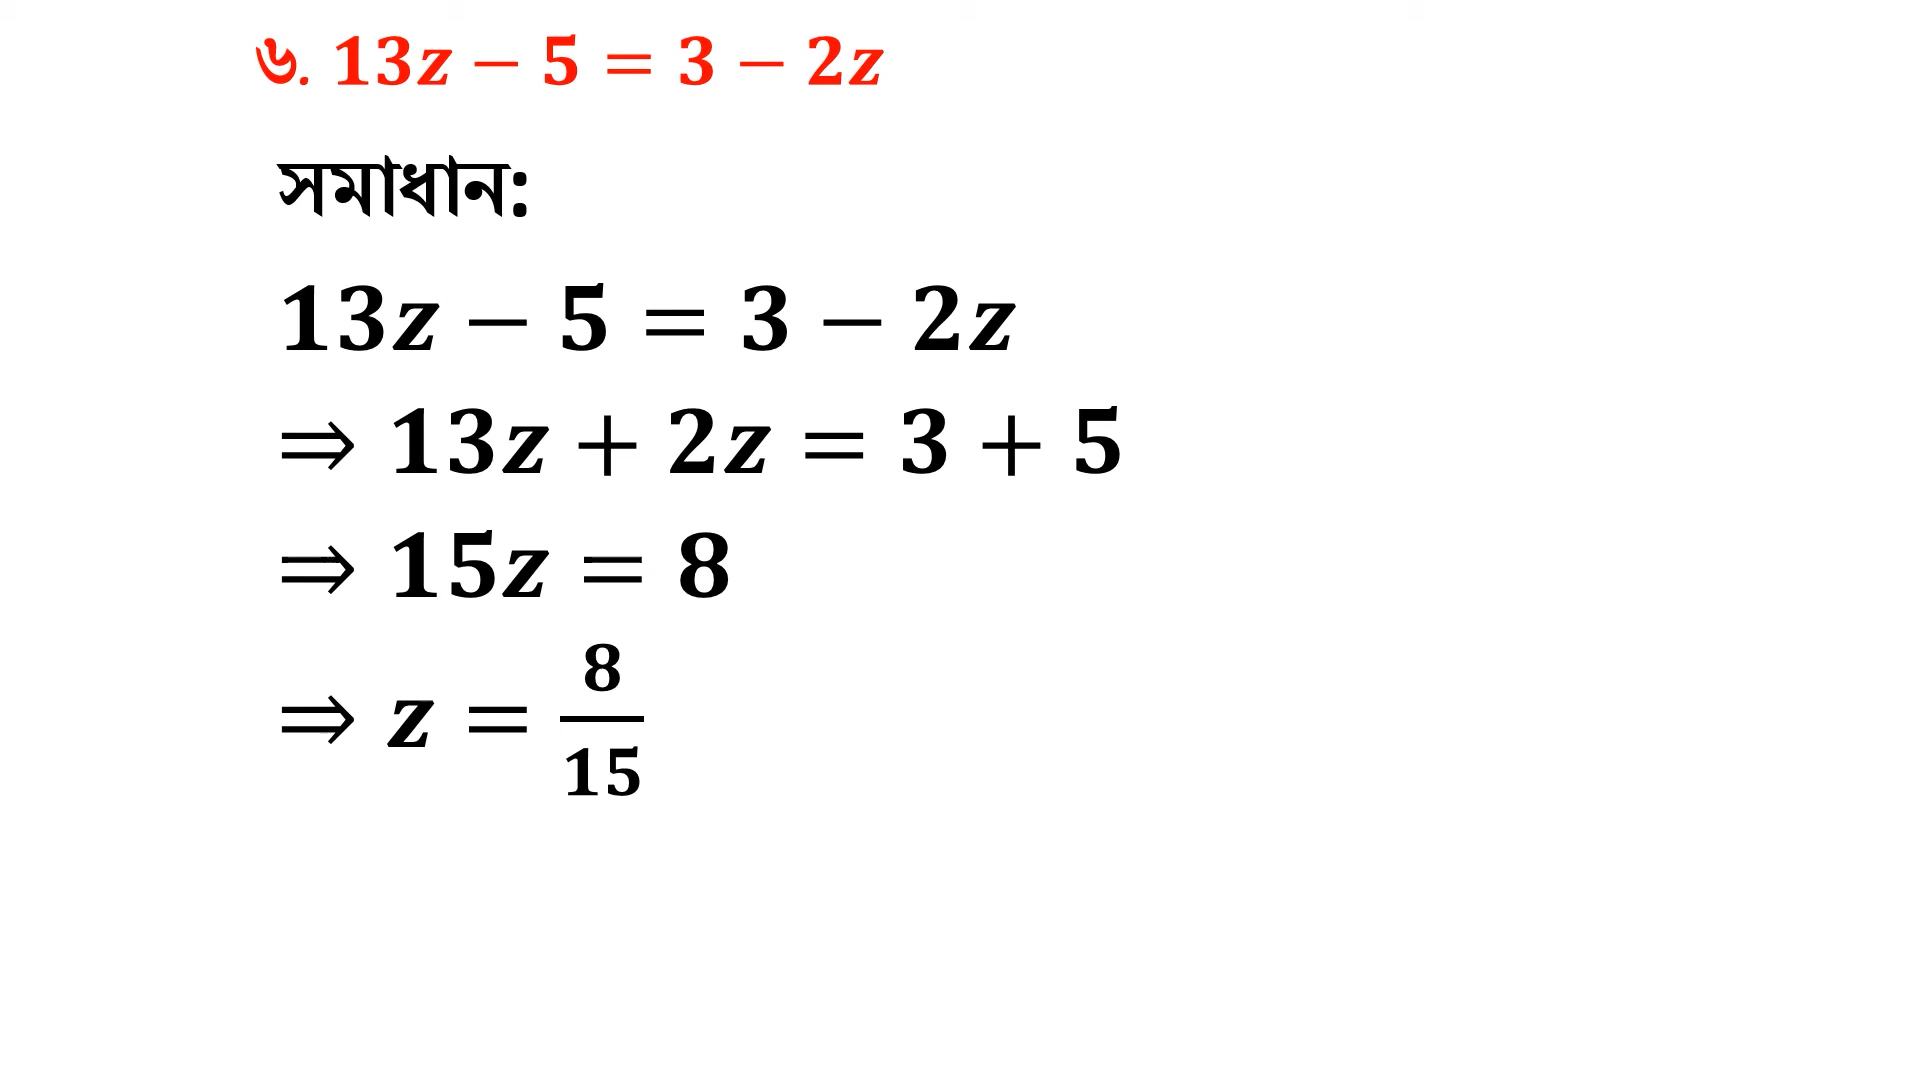 ৬. 13z − 5 = 3 − 2z
সমাধান:
13z − 5 = 3 − 2z
⇒ 13z + 2z = 3 + 5
⇒ 15z = 8
⇒ z = 8/15